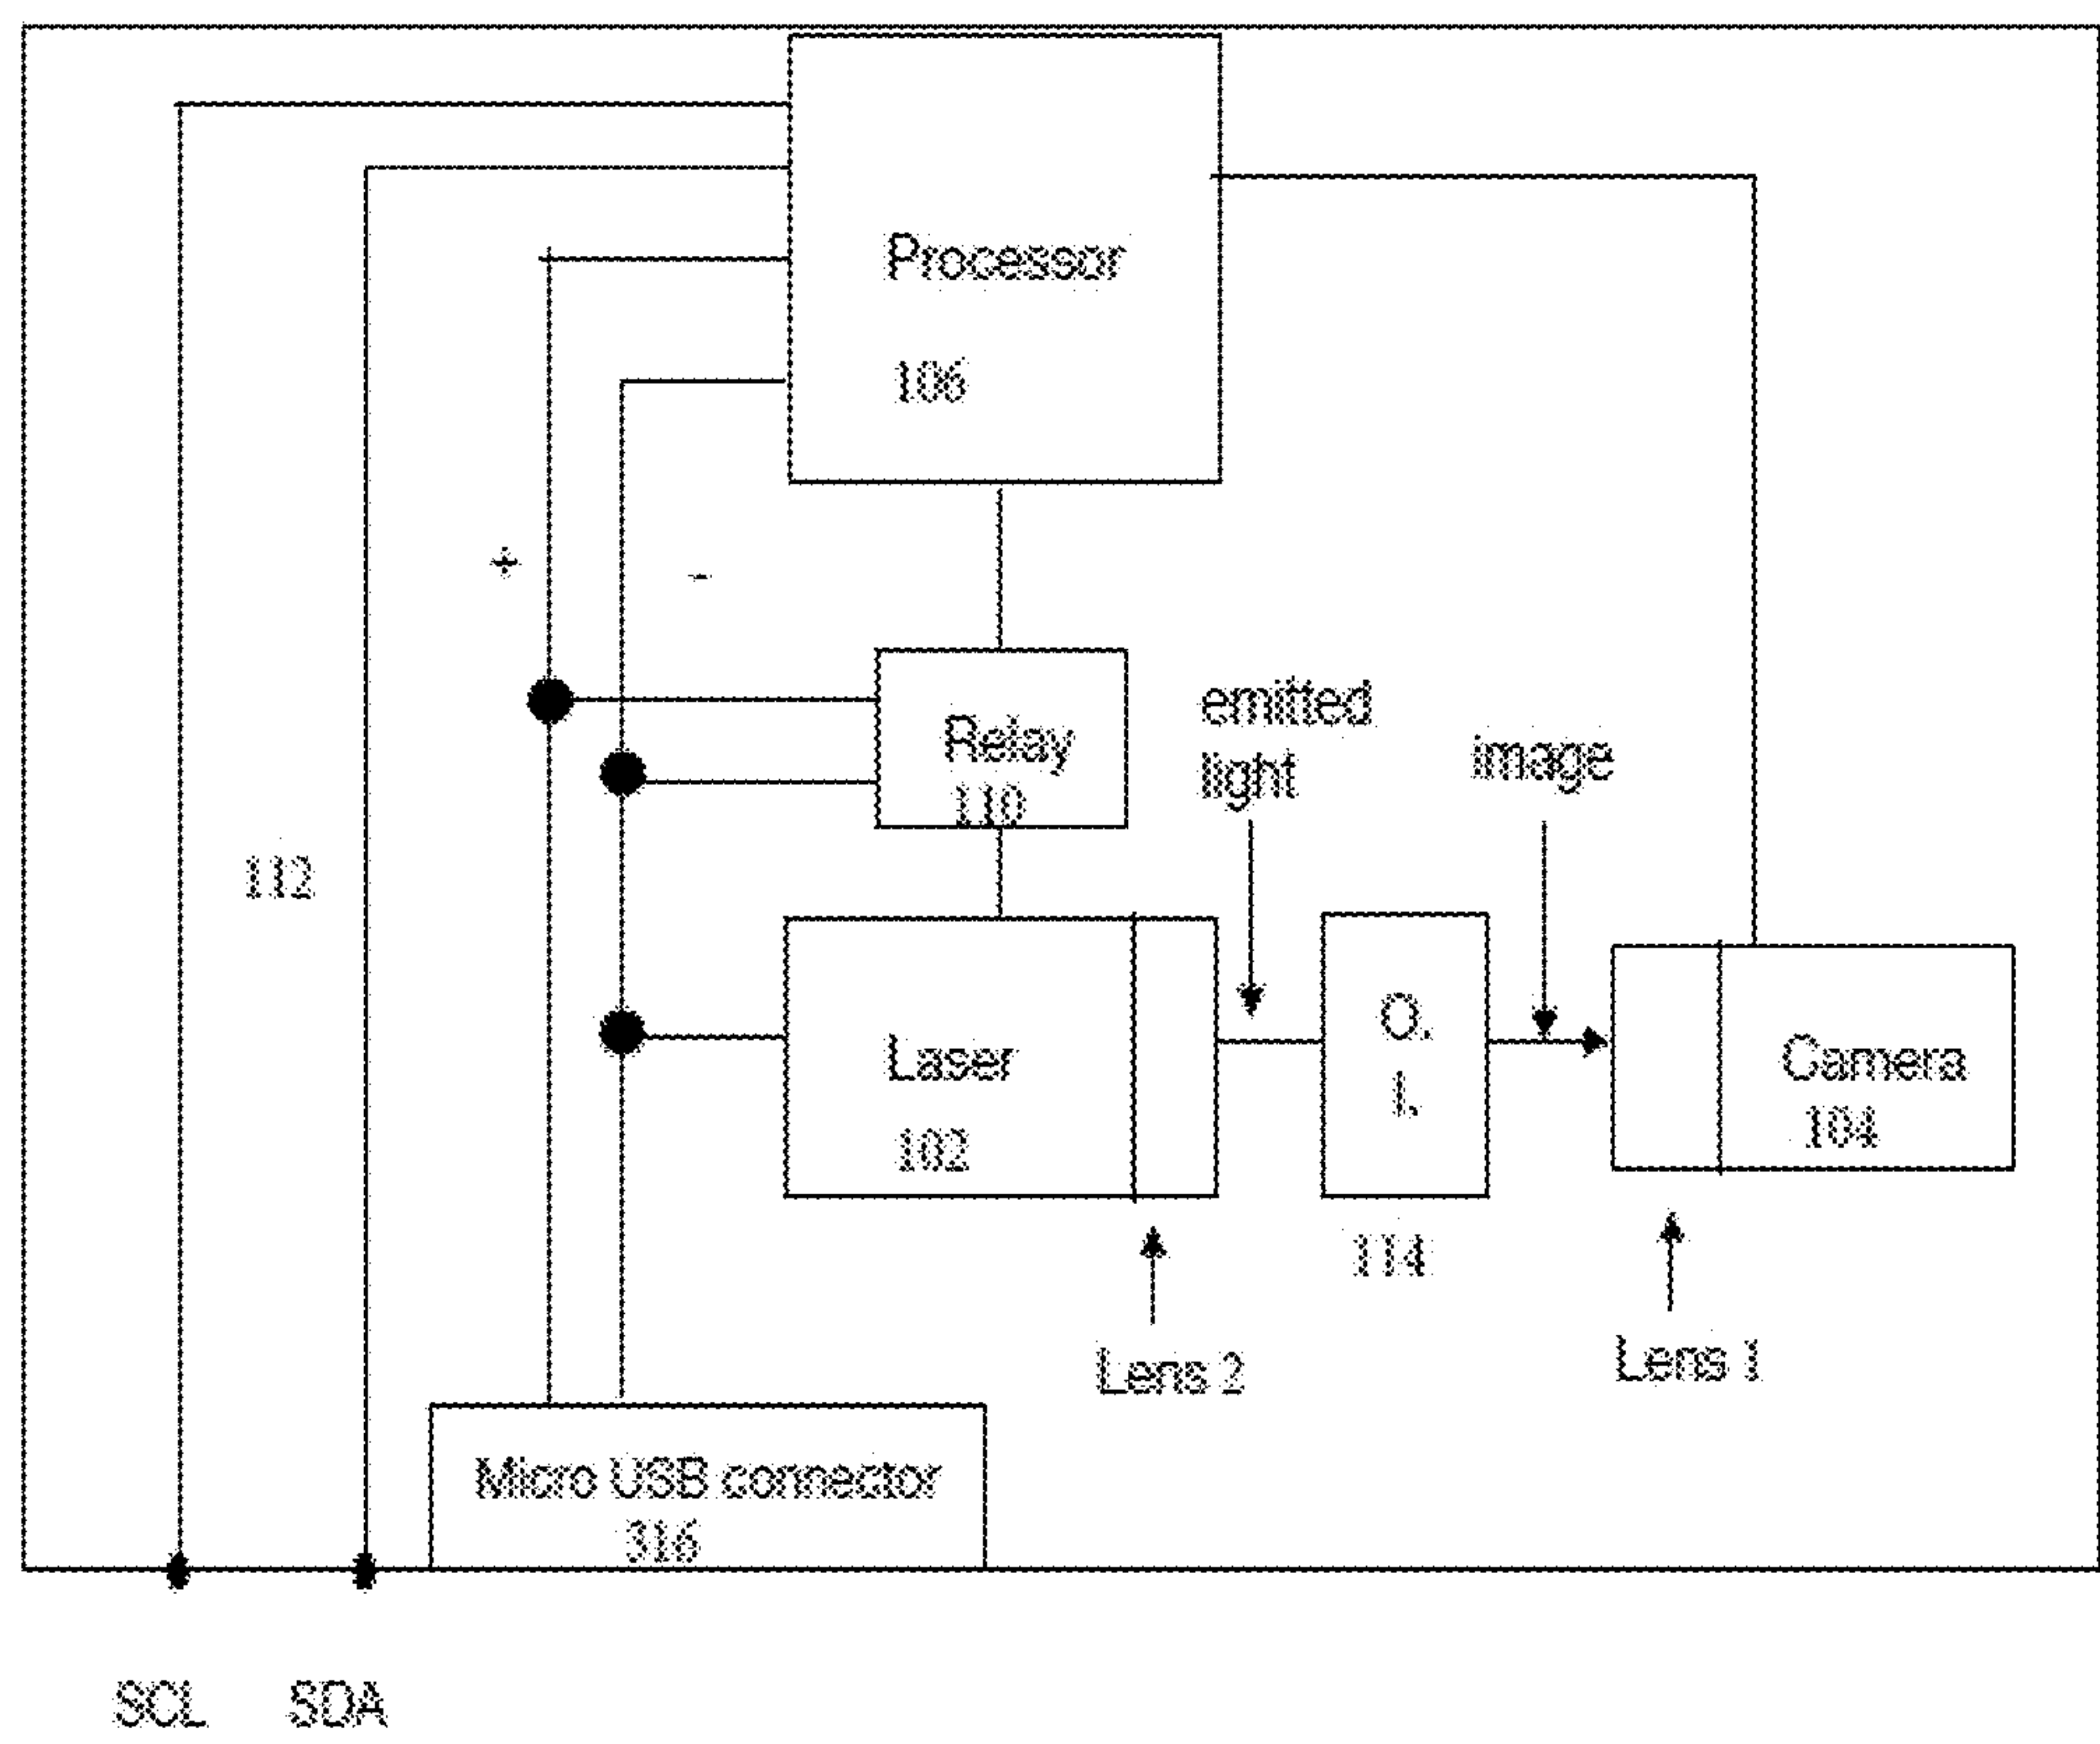 Processor
106
+
-
Relay
110
emitted
light
image
112
Laser
102
O.
I.
Camera
104
114
Lens 2
Lens 1
Micro USB connector
316
SCL
SDA